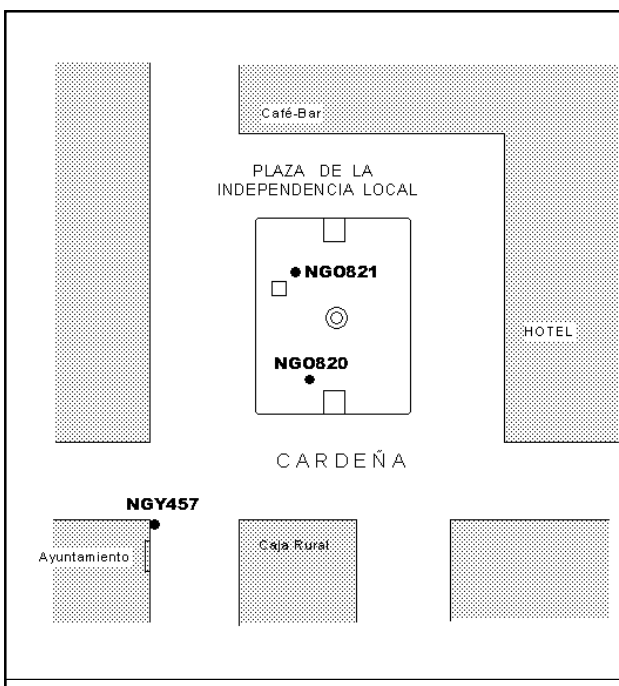 Café-Bar
PLAZA DE LA
INDEPENDENCIA LOCAL
NGO821
HOTEL
NGO820
CARDEÑA
NGY457
Caja Rural
Ayuntamiento